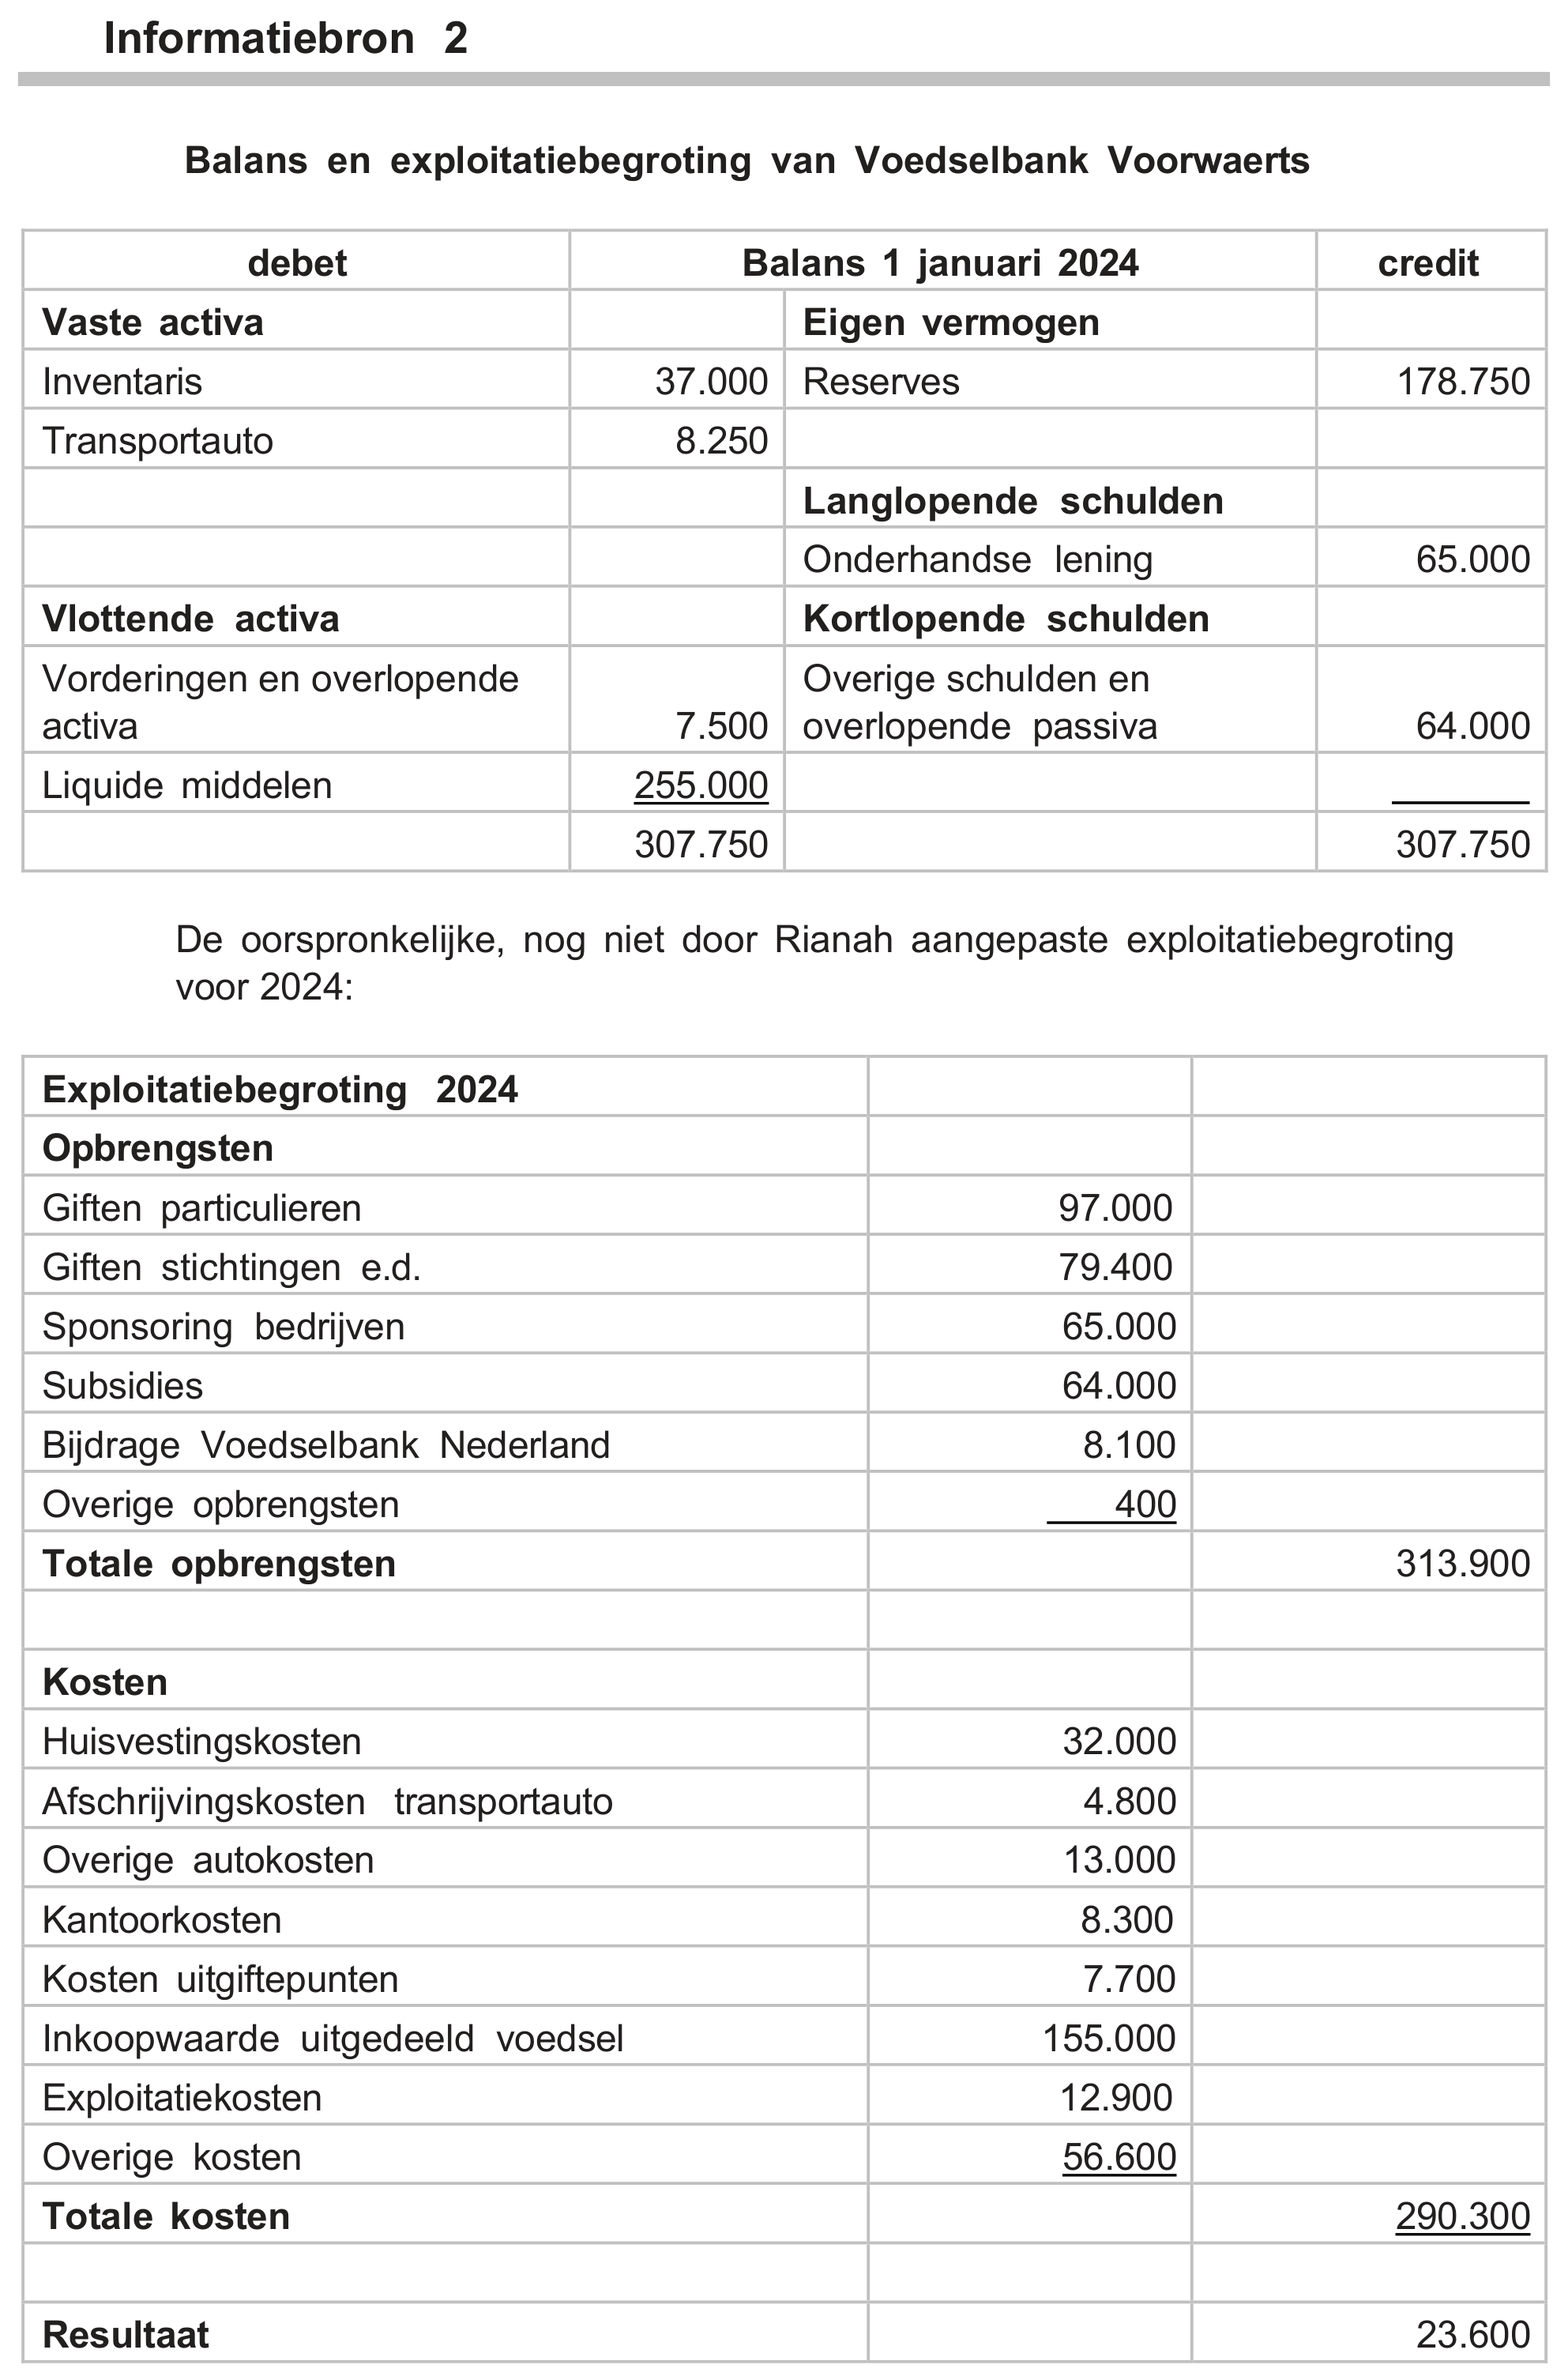 Informatiebron 2
Balans en exploitatiebegroting van Voedselbank Voorwaerts
debet Balans 1 januari 2024 credit
Vaste activa Eigen vermogen
Inventaris 37.000 Reserves 178.750
Transportauto 8.250
Langlopende schulden
Onderhandse lening 65.000
Vlottende activa Kortlopende schulden
Vorderingen en overlopende Overige schulden en
activa 7.500 overlopende passiva 64.000
Liquide middelen 255.000
307.750 307.750
De oorspronkelijke, nog niet door Rianah aangepaste exploitatiebegroting
voor 2024:
Exploitatiebegroting 2024
Opbrengsten
Giften particulieren 97.000
Giften stichtingen e.d. 79.400
Sponsoring bedrijven 65.000
Subsidies 64.000
Bijdrage Voedselbank Nederland 8.100
Overige opbrengsten 400
Totale opbrengsten 313.900
Kosten
Huisvestingskosten 32.000
Afschrijvingskosten transportauto 4.800
Overige autokosten 13.000
Kantoorkosten 8.300
Kosten uitgiftepunten 7.700
Inkoopwaarde uitgedeeld voedsel 155.000
Exploitatiekosten 12.900
Overige kosten 56.600
Totale kosten 290.300
Resultaat 23.600